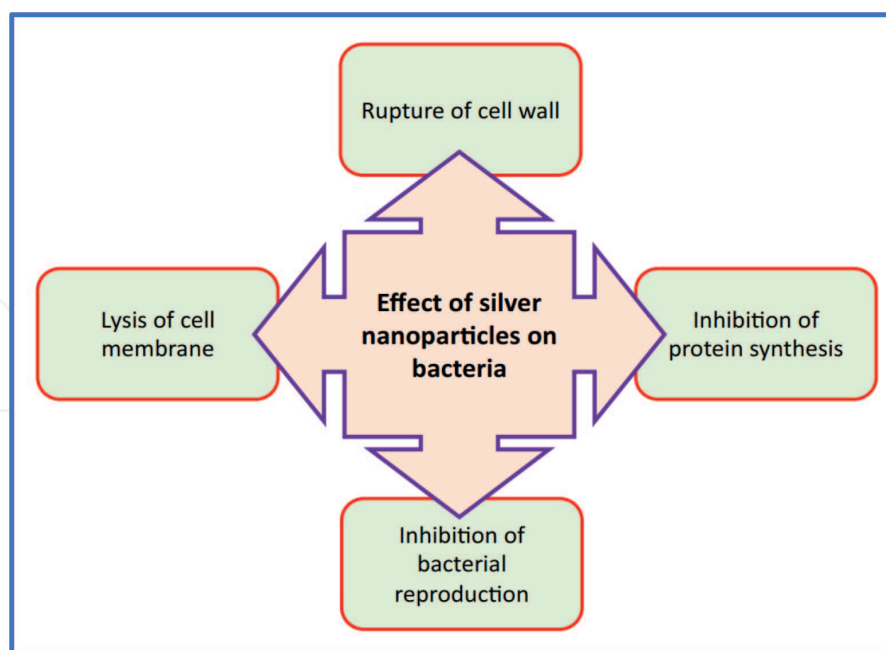 Rupture of cell wall
Lysis of cell
membrane
Effect of silver
nanoparticles on
bacteria
Inhibition of
protein synthesis
Inhibition of
bacterial
reproduction